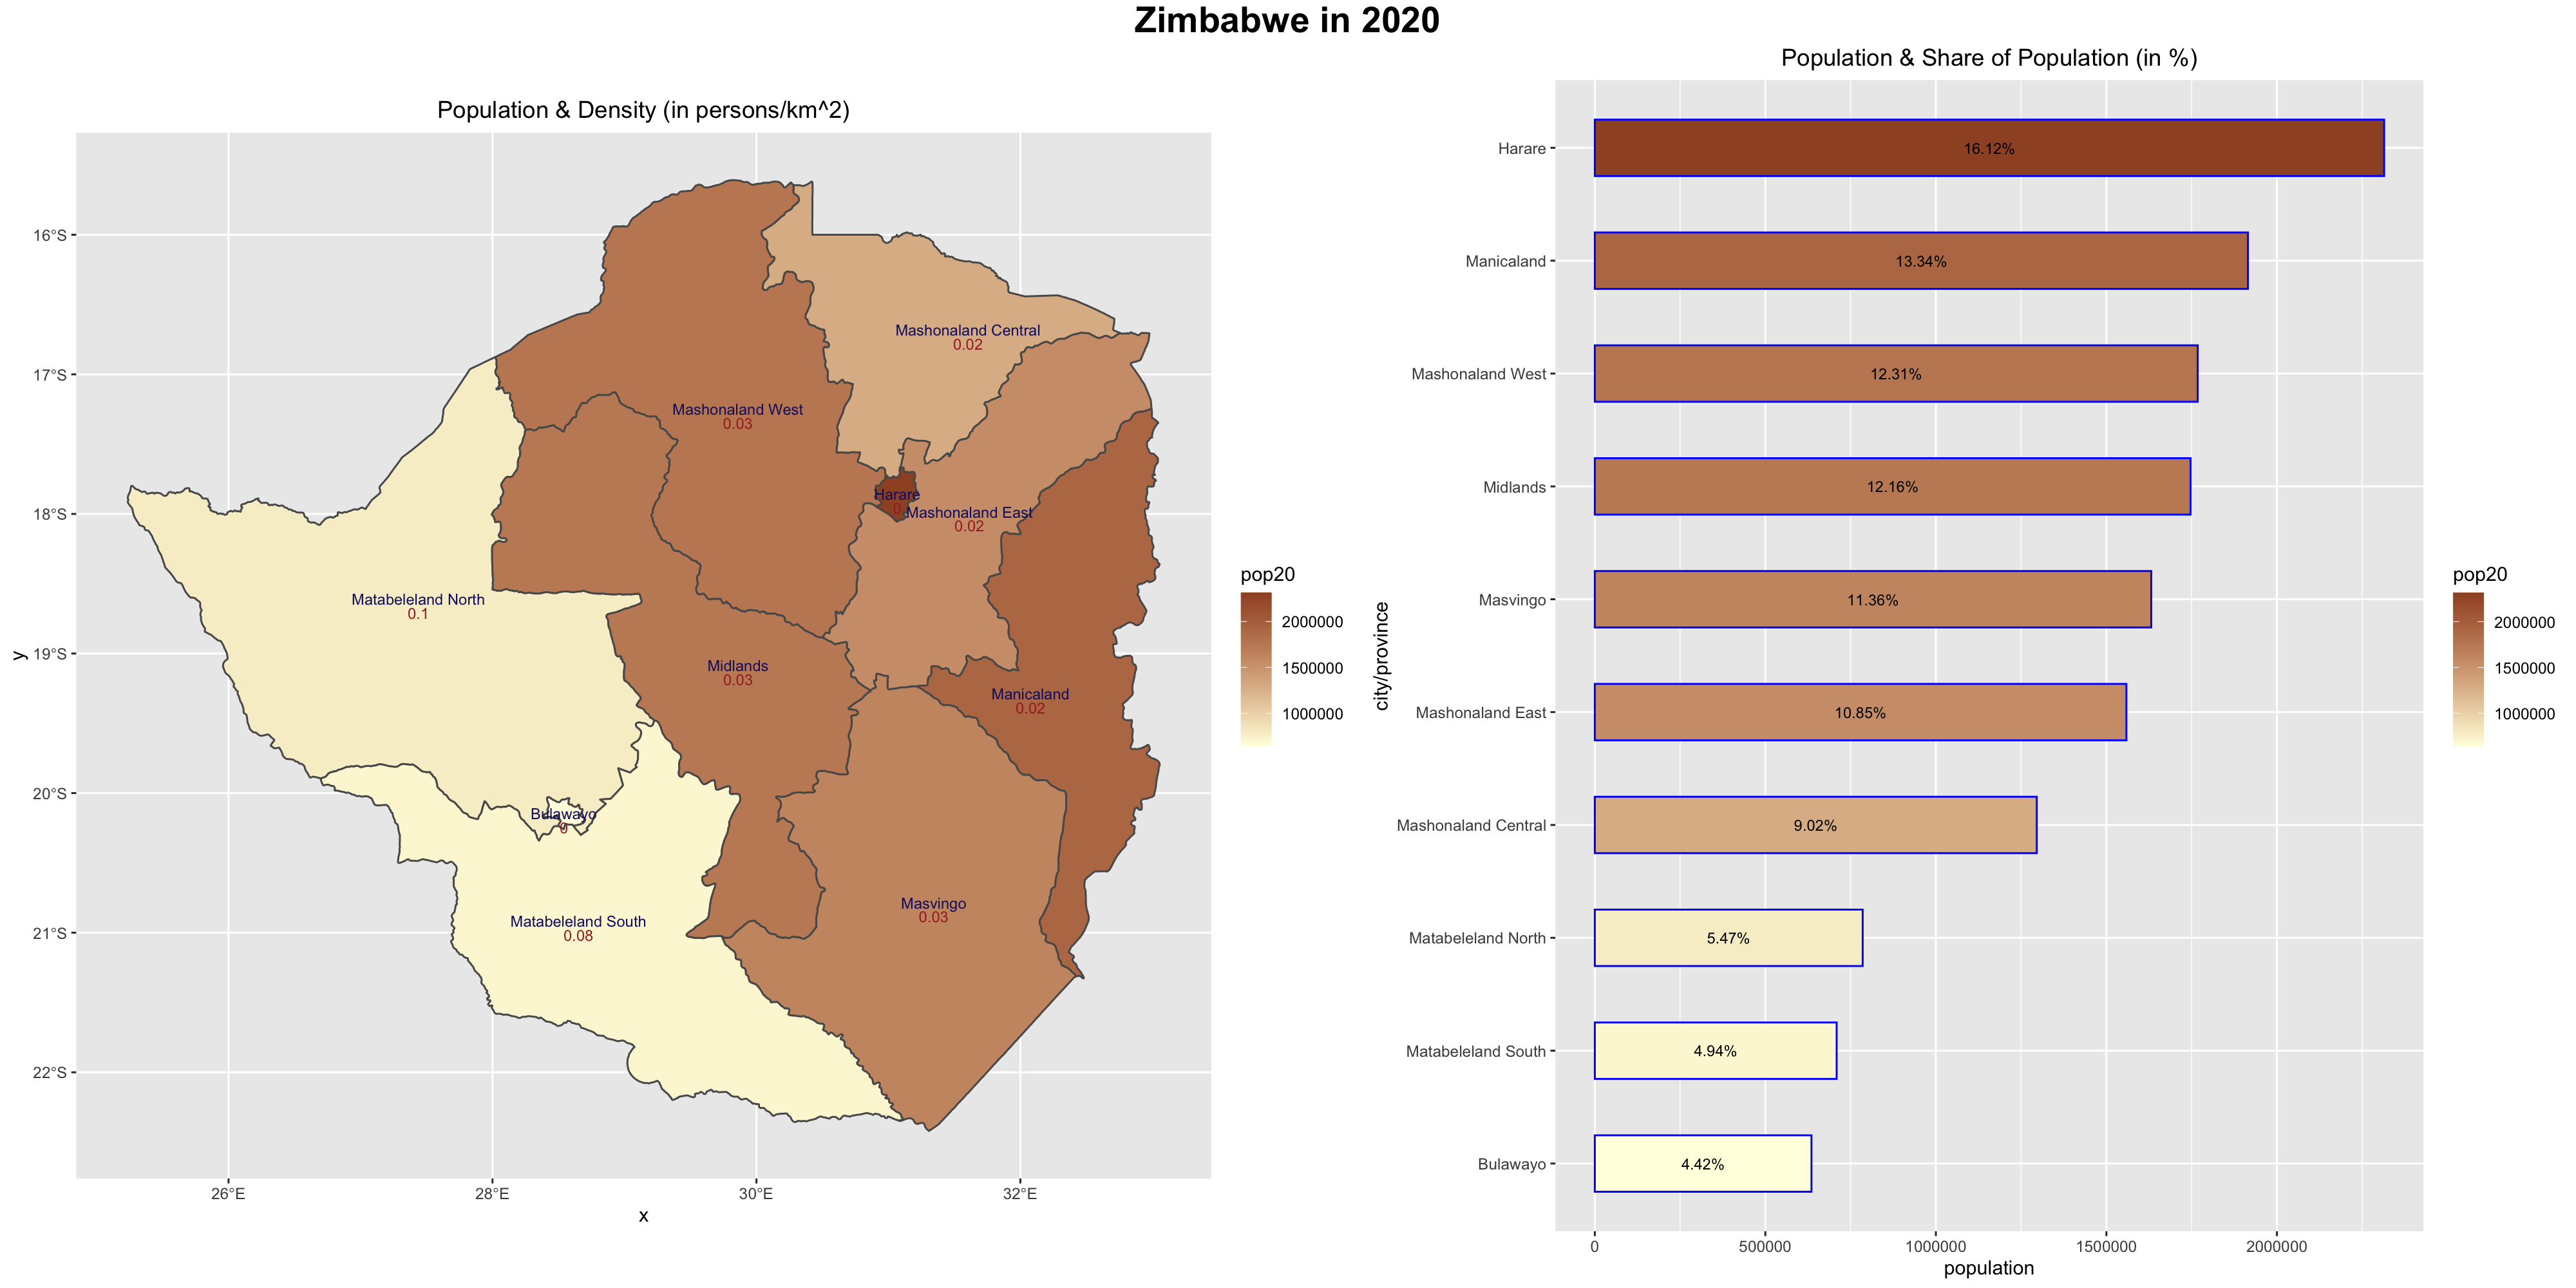 Zimbabwe in 2020
Population & Density (in persons/km^2)
16°S
17°S
18°S
19°S
20°S
21°S
22°S
y
26°E
28°E
30°E
32°E
x
Mashonaland Central
0.02
Mashonaland West
0.03
Harare
0
Mashonaland East
0.02
Matabeleland North
0.1
Midlands
0.03
Manicaland
0.02
Bulawayo
0
Masvingo
0.03
Matabeleland South
0.08
pop20
2000000
1500000
1000000
Population & Share of Population (in %)
city/province
Harare
16.12%
Manicaland
13.34%
Mashonaland West
12.31%
Midlands
12.16%
Masvingo
11.36%
Mashonaland East
10.85%
Mashonaland Central
9.02%
Matabeleland North
5.47%
Matabeleland South
4.94%
Bulawayo
4.42%
0
500000
1000000
1500000
2000000
population
pop20
2000000
1500000
1000000